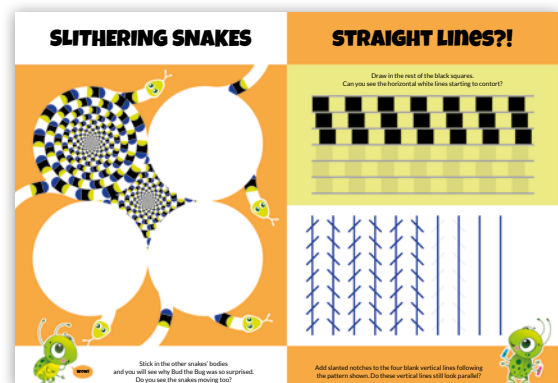 SLITHERING SNAKES
Stick in the other snakes' bodies
and you will see why Bud the Bug was so surprised.
Do you see the snakes moving too?
STRAIGHT LINES?!
Draw in the rest of the black squares.
Can you see the horizontal white lines starting to contort?
Add slanted notches to the four blank vertical lines following
the pattern shown. Do these vertical lines still look parallel?